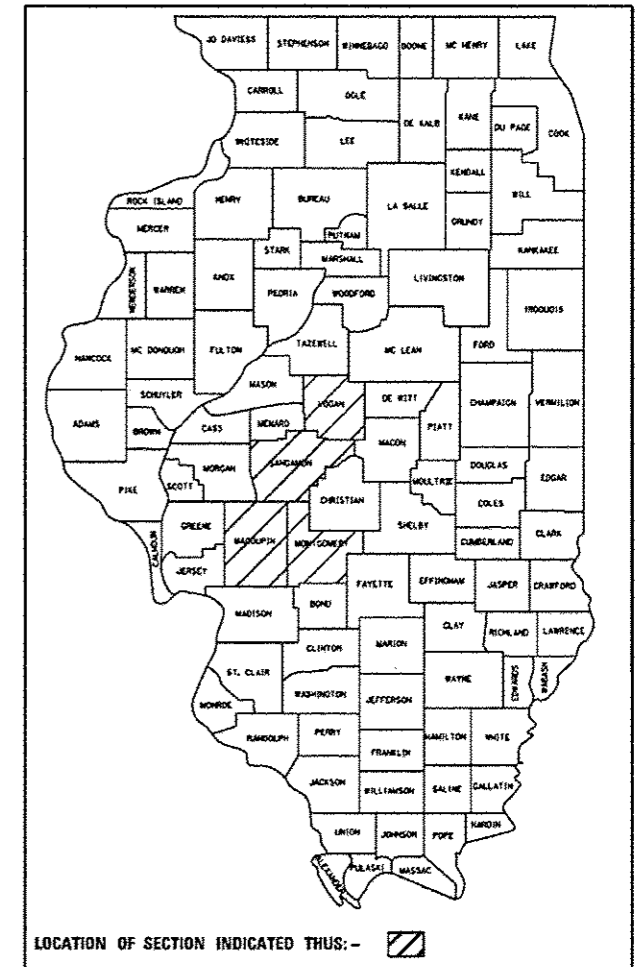 JO DAVIESS STEPHENSON WINNEBAGO BOONE MC HENRY LAKE
CARROLL OGLE DE KALB KANE DU PAGE COOK
WHITESIDE LEE KENDALL WILL
ROCK ISLAND HENRY BUREAU LA SALLE GRUNDY
MERCER STARK PUTNAM MARSHALL KANKAKEE
HENDERSON WARREN KNOX PEORIA WOODFORD LIVINGSTON IROQUOIS
HANCOCK MC DONOUGH FULTON TAZEWELL MC LEAN FORD
SCHUYLER MASON LOGAN DE WITT CHAMPAIGN VERMILION
ADAMS BROWN CASS MENARD MACON PIATT
PIKE SCOTT MORGAN SANGAMON MOULTRIE DOUGLAS EDGAR
CHRISTIAN COLES
GREENE SHELBY
CALHOUN JERSEY MACOUPIN MONTGOMERY CUMBERLAND CLARK
MADISON BOND FAYETTE EFFINGHAM JASPER CRAWFORD
CLINTON MARION CLAY RICHLAND LAWRENCE
ST. CLAIR WASHINGTON JEFFERSON WAYNE EDWARDS WABASH
MONROE RANDOLPH PERRY FRANKLIN HAMILTON WHITE
JACKSON WILLIAMSON SALINE GALLATIN
UNION JOHNSON POPE HARDIN
ALEXANDER PULASKI MASSAC
LOCATION OF SECTION INDICATED THUS:-